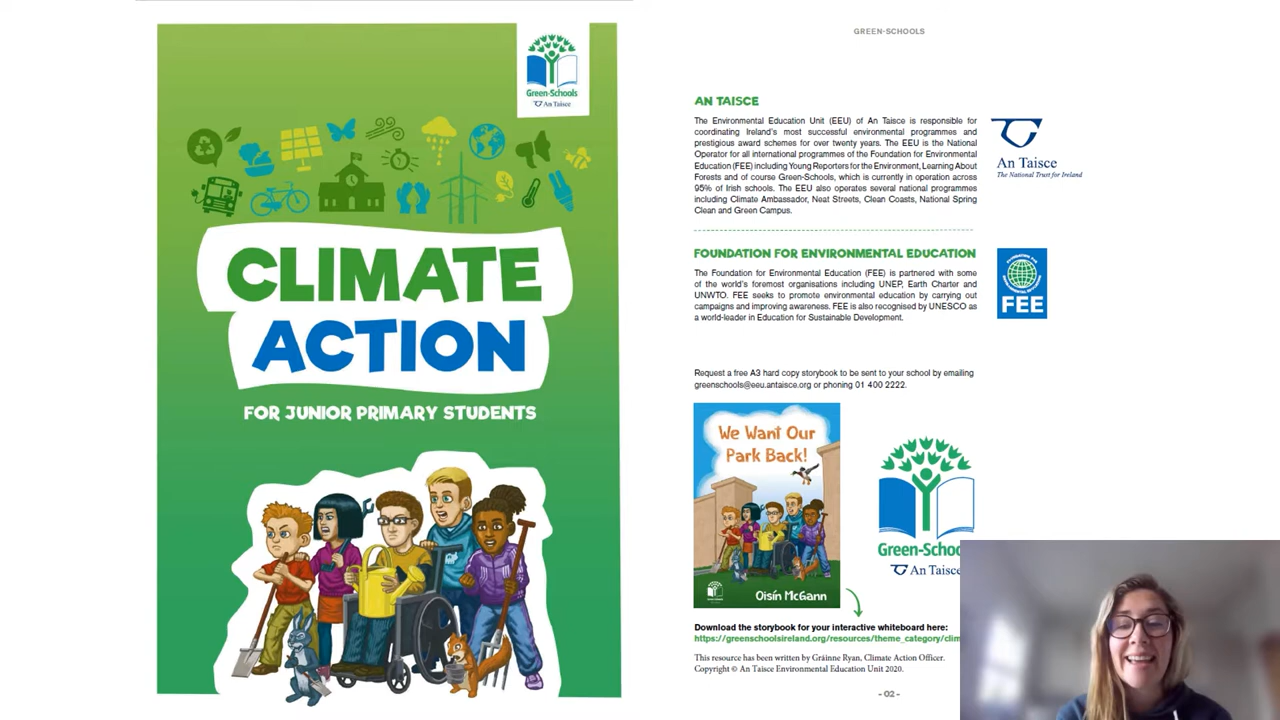 Green-Schools
An Taisce
CLIMATE
ACTION
FOR JUNIOR PRIMARY STUDENTS
GREEN-SCHOOLS
AN TAISCE
The Environmental Education Unit (EEU) of An Taisce is responsible for
coordinating Ireland's most successful environmental programmes and
prestigious award schemes for over twenty years. The EEU is the National
Operator for all international programmes of the Foundation for Environmental
Education (FEE) including Young Reporters for the Environment, Learning About
Forests and of course Green-Schools, which is currently in operation across
95% of Irish schools. The EEU also operates several national programmes
including Climate Ambassador, Neat Streets, Clean Coasts, National Spring
Clean and Green Campus.
An Taisce
The National Trust for Ireland
FOUNDATION FOR ENVIRONMENTAL EDUCATION
The Foundation for Environmental Education (FEE) is partnered with some
of the world's foremost organisations including UNEP, Earth Charter and
UNWTO. FEE seeks to promote environmental education by carrying out
campaigns and improving awareness. FEE is also recognised by UNESCO as
a world-leader in Education for Sustainable Development.
FEE
Request a free A3 hard copy storybook to be sent to your school by emailing
greenschools@eeu.antaisce.org or phoning 01 400 2222.
We Want Our
Park Back!
Oisín McGann
Green-Schoo
An Taisce
Download the storybook for your interactive whiteboard here:
https://greenschoolsireland.org/resources/theme_category/clim
This resource has been written by Gráinne Ryan, Climate Action Officer.
Copyright © An Taisce Environmental Education Unit 2020.
- 02 -